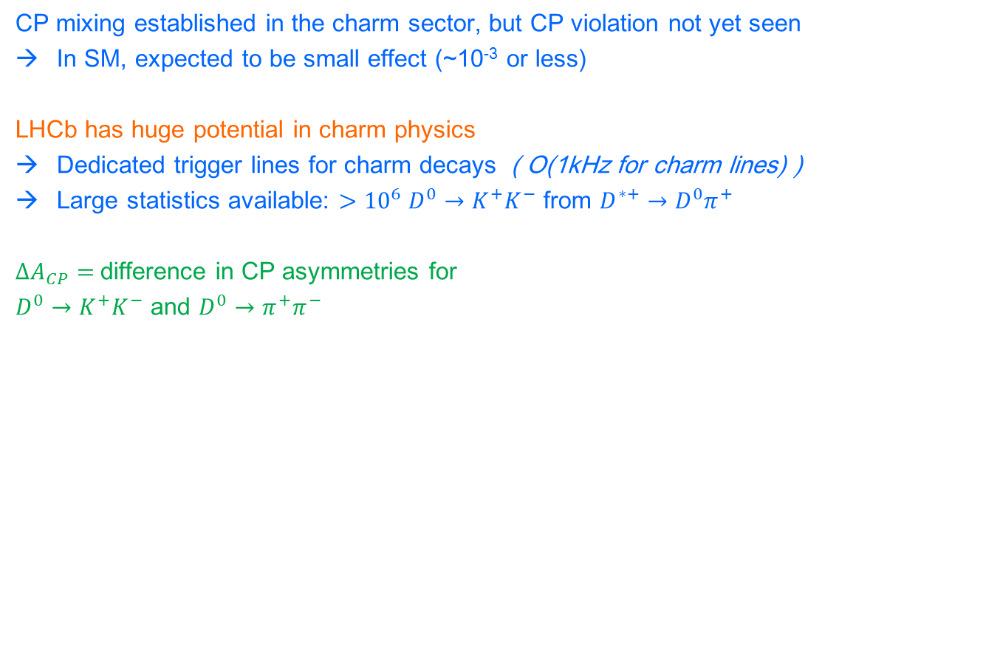 CP mixing established in the charm sector, but CP violation not yet seen
→ In SM, expected to be small effect (~10⁻³ or less)
LHCb has huge potential in charm physics
→ Dedicated trigger lines for charm decays ( O(1kHz for charm lines) )
→ Large statistics available: > 10⁶ D⁰ → K⁺K⁻ from D*⁺ → D⁰π⁺
ΔA_CP = difference in CP asymmetries for
D⁰ → K⁺K⁻ and D⁰ → π⁺π⁻